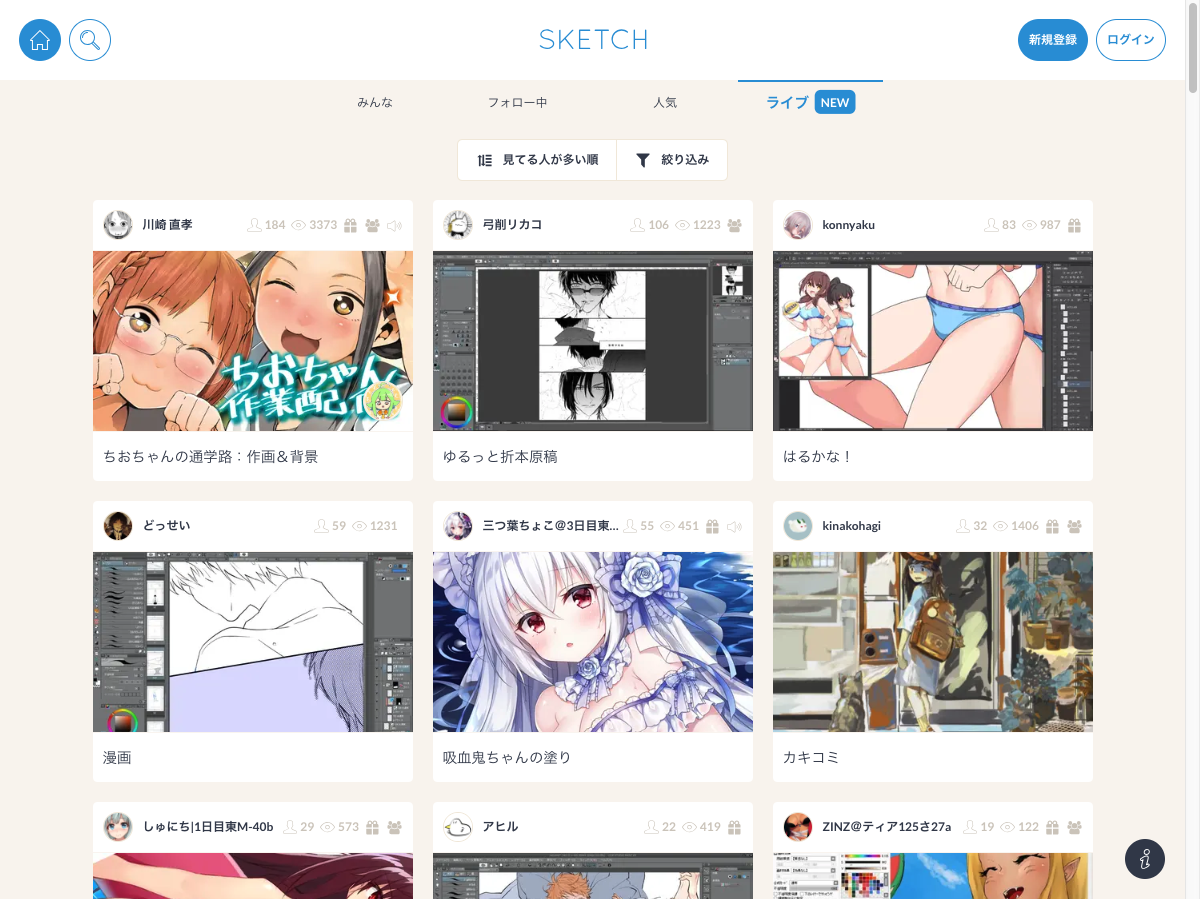 SKETCH
新規登録
ログイン
みんな
フォロー中
人気
ライブ NEW
見てる人が多い順
絞り込み
川崎 直孝 184 3373
弓削リカコ 106 1223
konnyaku 83 987
ちおちゃん
作業配信
ちおちゃんの通学路：作画＆背景
ゆるっと折本原稿
はるかな！
どっせい 59 1231
三つ葉ちょこ@3日目東... 55 451
kinakohagi 32 1406
漫画
吸血鬼ちゃんの塗り
カキコミ
しゅにち|1日目東M-40b 29 573
アヒル 22 419
ZINZ@ティア125さ27a 19 122